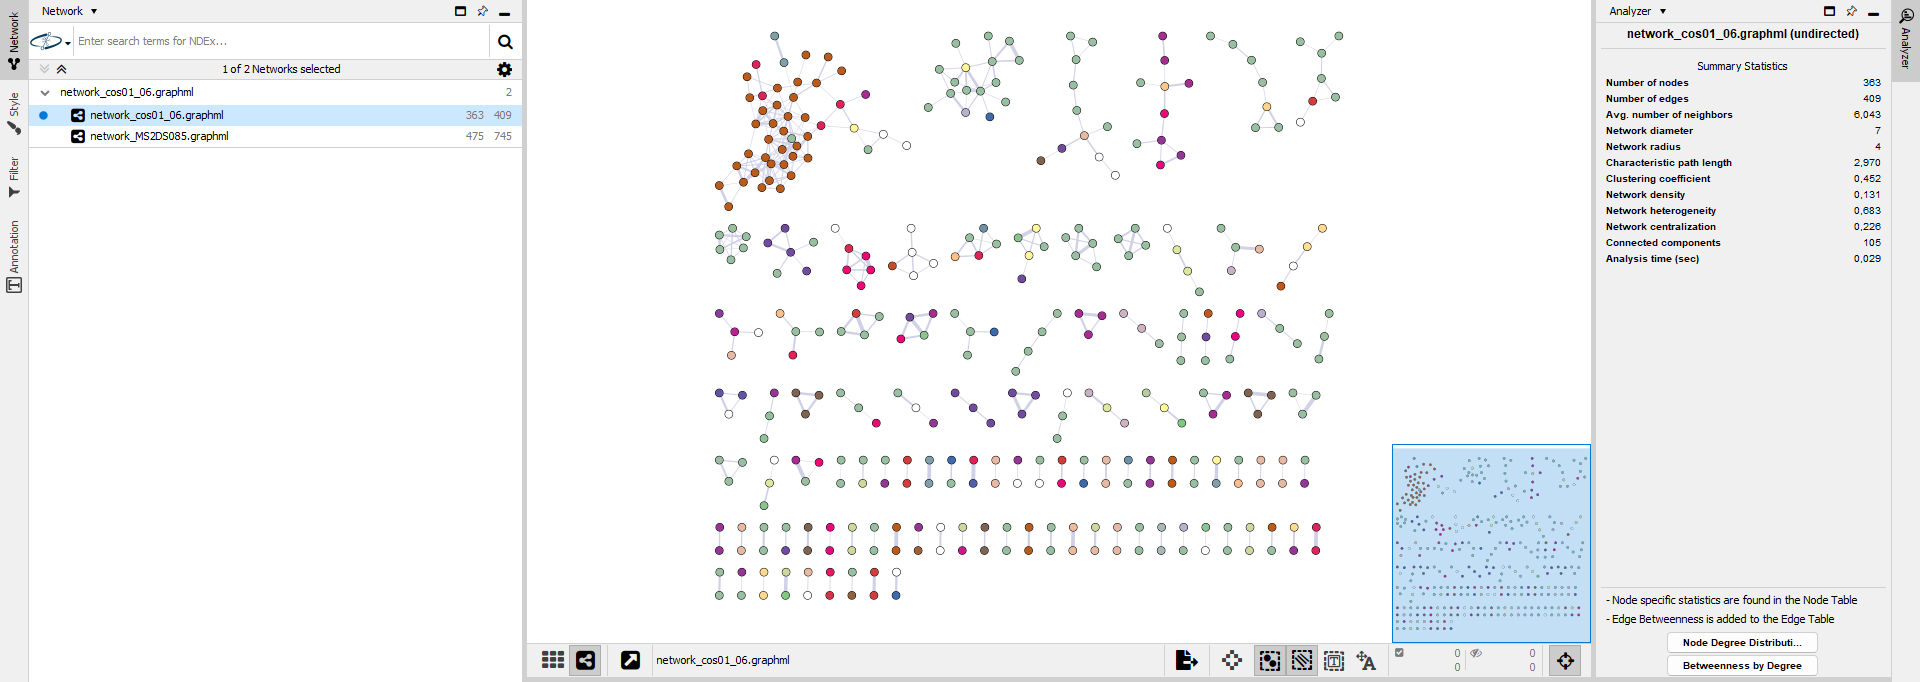 Network
Style
Filter
Annotation
Network
Enter search terms for NDEx...
1 of 2 Networks selected
network_cos01_06.graphml 2
network_cos01_06.graphml 363 409
network_MS2DS085.graphml 475 745
network_cos01_06.graphml
0 0
0 0
Analyzer
network_cos01_06.graphml (undirected)
Summary Statistics
Number of nodes 363
Number of edges 409
Avg. number of neighbors 6,043
Network diameter 7
Network radius 4
Characteristic path length 2,970
Clustering coefficient 0,452
Network density 0,131
Network heterogeneity 0,683
Network centralization 0,226
Connected components 105
Analysis time (sec) 0,029
- Node specific statistics are found in the Node Table
- Edge Betweenness is added to the Edge Table
Node Degree Distributi...
Betweenness by Degree
Analyzer